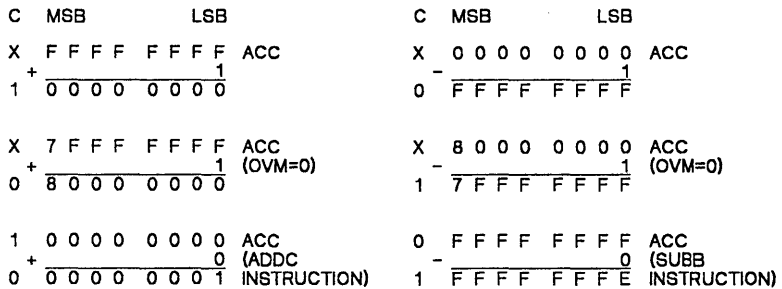 C MSB LSB
X F F F F F F F F ACC
+ 1
1 0 0 0 0 0 0 0 0
X 7 F F F F F F F ACC
+ 1 (OVM=0)
0 8 0 0 0 0 0 0 0
1 0 0 0 0 0 0 0 0 ACC
+ 0 (ADDC
0 0 0 0 0 0 0 0 1 INSTRUCTION)
C MSB LSB
X 0 0 0 0 0 0 0 0 ACC
− 1
0 F F F F F F F F
X 8 0 0 0 0 0 0 0 ACC
− 1 (OVM=0)
1 7 F F F F F F F
0 F F F F F F F F ACC
− 0 (SUBB
1 F F F F F F F E INSTRUCTION)